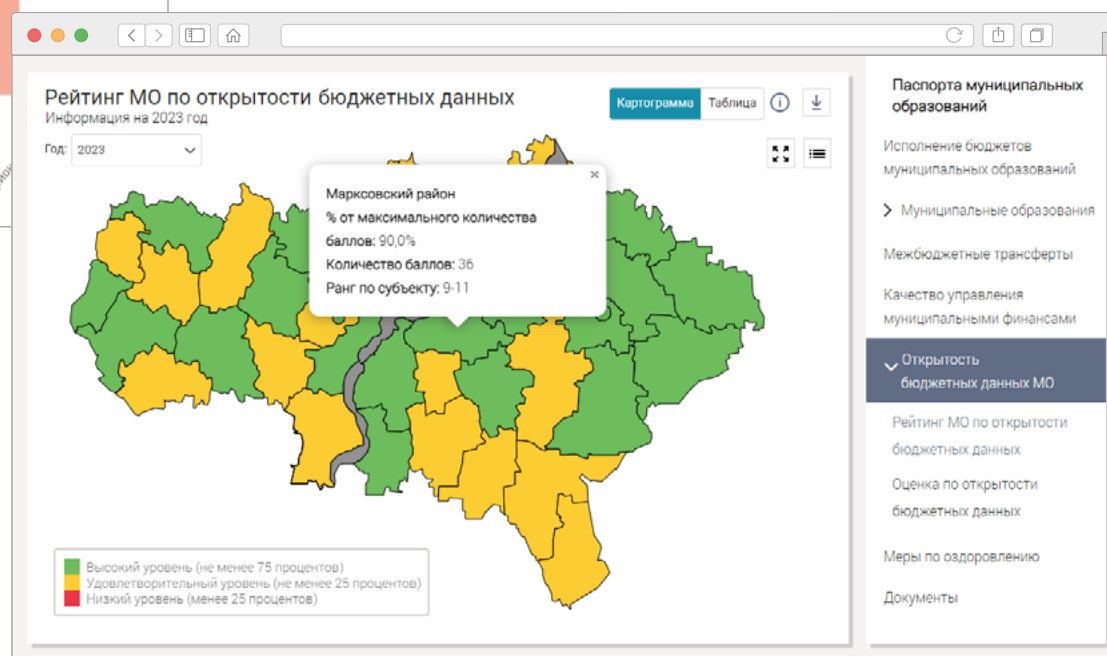 Рейтинг МО по открытости бюджетных данных
Информация на 2023 год
Картограмма
Таблица
Год:
2023
Марксовский район
% от максимального количества
баллов: 90,0%
Количество баллов: 36
Ранг по субъекту: 9-11
Высокий уровень (не менее 75 процентов)
Удовлетворительный уровень (не менее 25 процентов)
Низкий уровень (менее 25 процентов)
Паспорта муниципальных
образований
Исполнение бюджетов
муниципальных образований
Муниципальные образования
Межбюджетные трансферты
Качество управления
муниципальными финансами
Открытость
бюджетных данных МО
Рейтинг МО по открытости
бюджетных данных
Оценка по открытости
бюджетных данных
Меры по оздоровлению
Документы